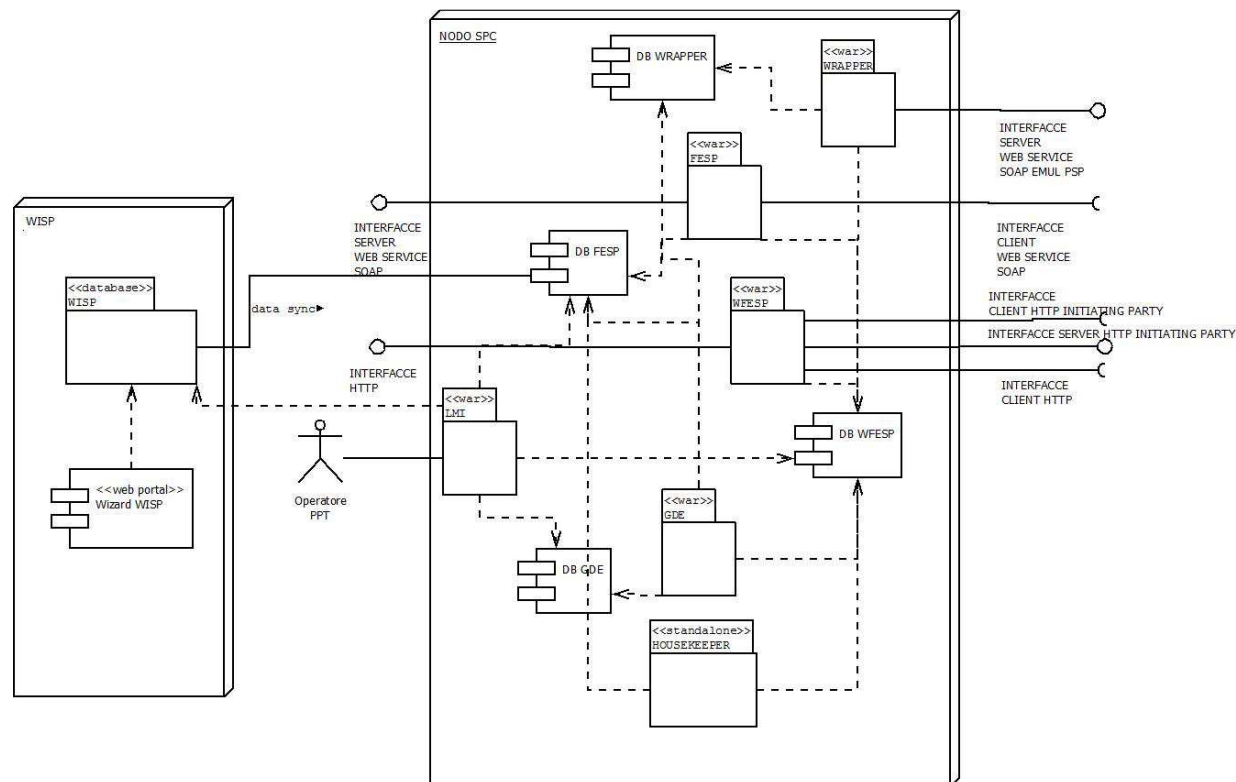 NODO SPC
DB WRAPPER
<<war>>
WRAPPER
INTERFACCE
SERVER
WEB SERVICE
SOAP EMUL PSP
<<war>>
FESP
WISP
INTERFACCE
SERVER
WEB SERVICE
SOAP
DB FESP
INTERFACCE
CLIENT
WEB SERVICE
SOAP
<<database>>
WISP
data sync
<<war>>
WFESP
INTERFACCE
CLIENT HTTP INITIATING PARTY
INTERFACCE SERVER HTTP INITIATING PARTY
INTERFACCE
HTTP
INTERFACCE
CLIENT HTTP
<<war>>
LMI
DB WFESP
<<web portal>>
Wizard WISP
Operatore
PPT
<<war>>
GDE
DB GDE
<<standalone>>
HOUSEKEEPER